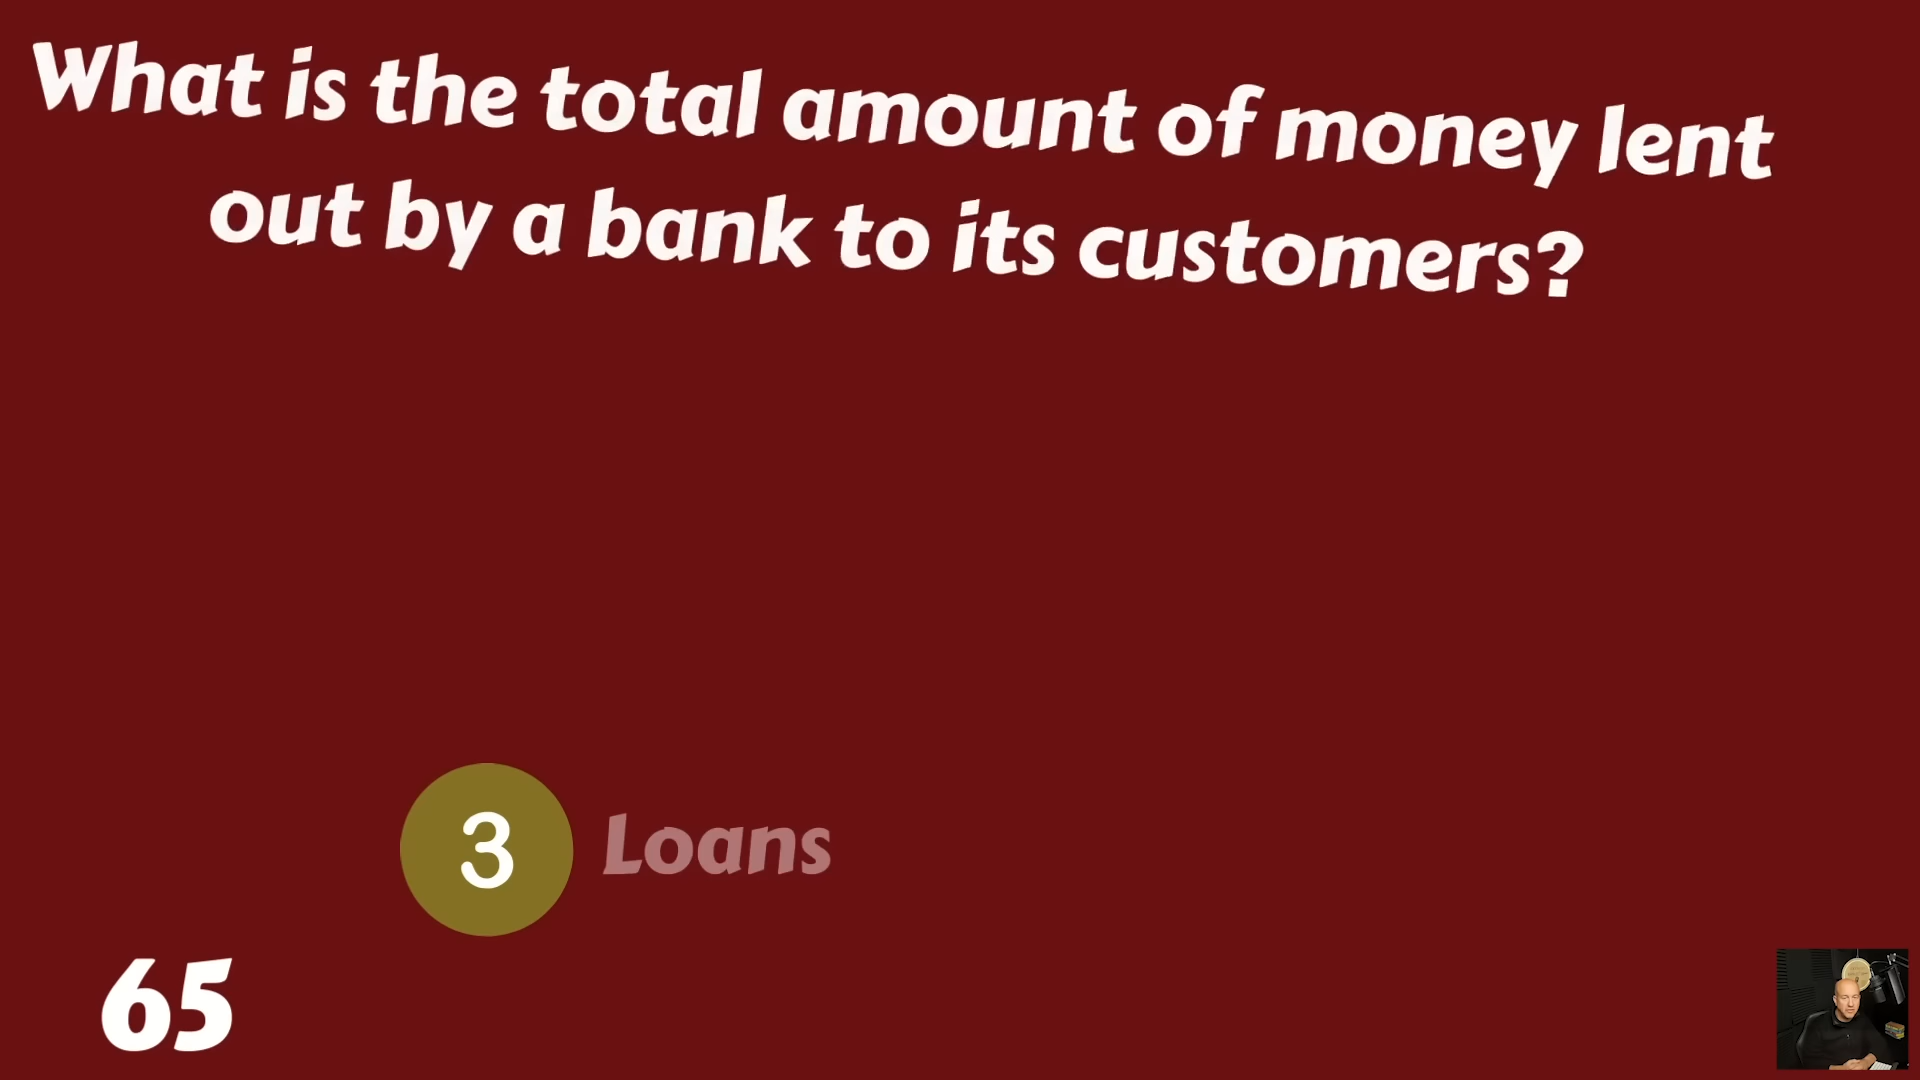 What is the total amount of money lent
out by a bank to its customers?
3 Loans
65